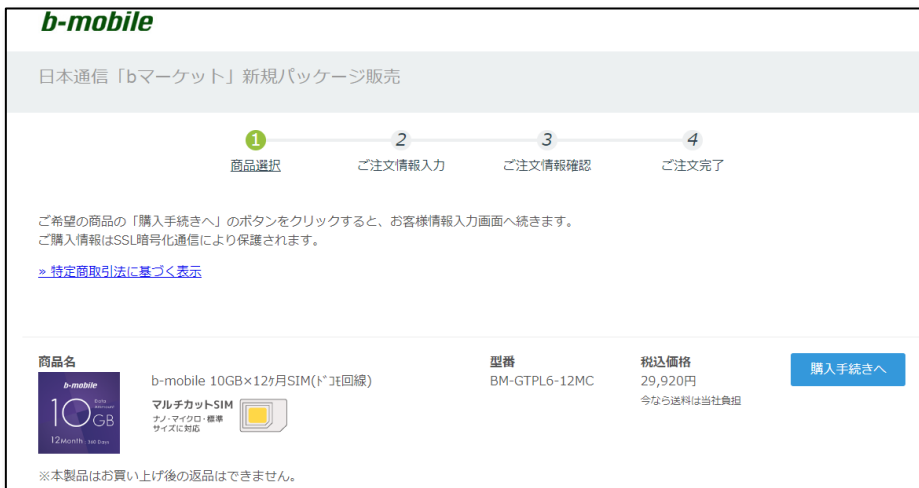 b-mobile
日本通信「bマーケット」新規パッケージ販売
1 2 3 4
商品選択 ご注文情報入力 ご注文情報確認 ご注文完了
ご希望の商品の「購入手続きへ」のボタンをクリックすると、お客様情報入力画面へ続きます。
ご購入情報はSSL暗号化通信により保護されます。
» 特定商取引法に基づく表示
商品名 型番 税込価格
b-mobile 10GB×12ケ月SIM(ﾄﾞｺﾓ回線) BM-GTPL6-12MC 29,920円 購入手続きへ
今なら送料は当社負担
マルチカットSIM
ナノ・マイクロ・標準
サイズに対応
b-mobile
10GB
Data
12Month 360 Days
※本製品はお買い上げ後の返品はできません。